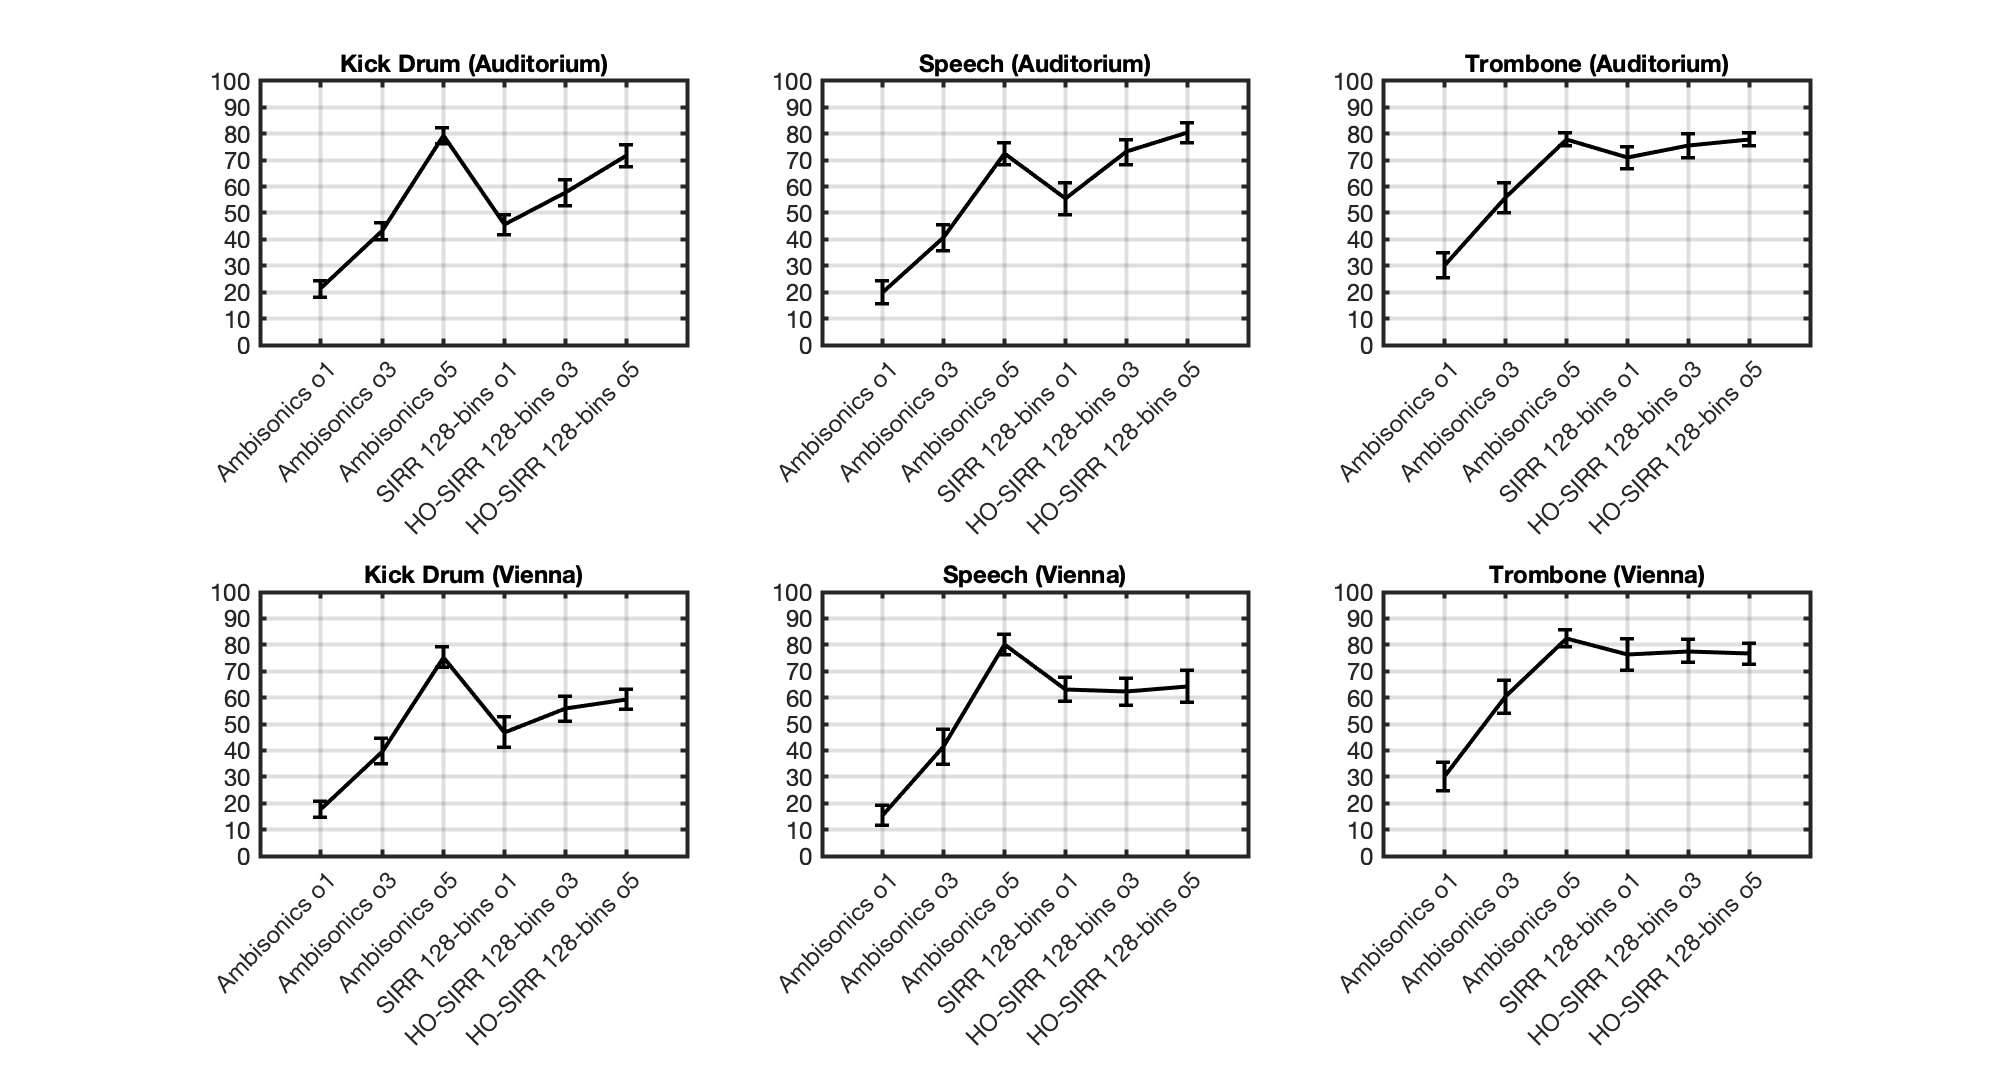 Kick Drum (Auditorium)
100
90
80
70
60
50
40
30
20
10
0
Ambisonics o1
Ambisonics o3
Ambisonics o5
SIRR 128-bins o1
HO-SIRR 128-bins o3
HO-SIRR 128-bins o5
Speech (Auditorium)
100
90
80
70
60
50
40
30
20
10
0
Ambisonics o1
Ambisonics o3
Ambisonics o5
SIRR 128-bins o1
HO-SIRR 128-bins o3
HO-SIRR 128-bins o5
Trombone (Auditorium)
100
90
80
70
60
50
40
30
20
10
0
Ambisonics o1
Ambisonics o3
Ambisonics o5
SIRR 128-bins o1
HO-SIRR 128-bins o3
HO-SIRR 128-bins o5
Kick Drum (Vienna)
100
90
80
70
60
50
40
30
20
10
0
Ambisonics o1
Ambisonics o3
Ambisonics o5
SIRR 128-bins o1
HO-SIRR 128-bins o3
HO-SIRR 128-bins o5
Speech (Vienna)
100
90
80
70
60
50
40
30
20
10
0
Ambisonics o1
Ambisonics o3
Ambisonics o5
SIRR 128-bins o1
HO-SIRR 128-bins o3
HO-SIRR 128-bins o5
Trombone (Vienna)
100
90
80
70
60
50
40
30
20
10
0
Ambisonics o1
Ambisonics o3
Ambisonics o5
SIRR 128-bins o1
HO-SIRR 128-bins o3
HO-SIRR 128-bins o5